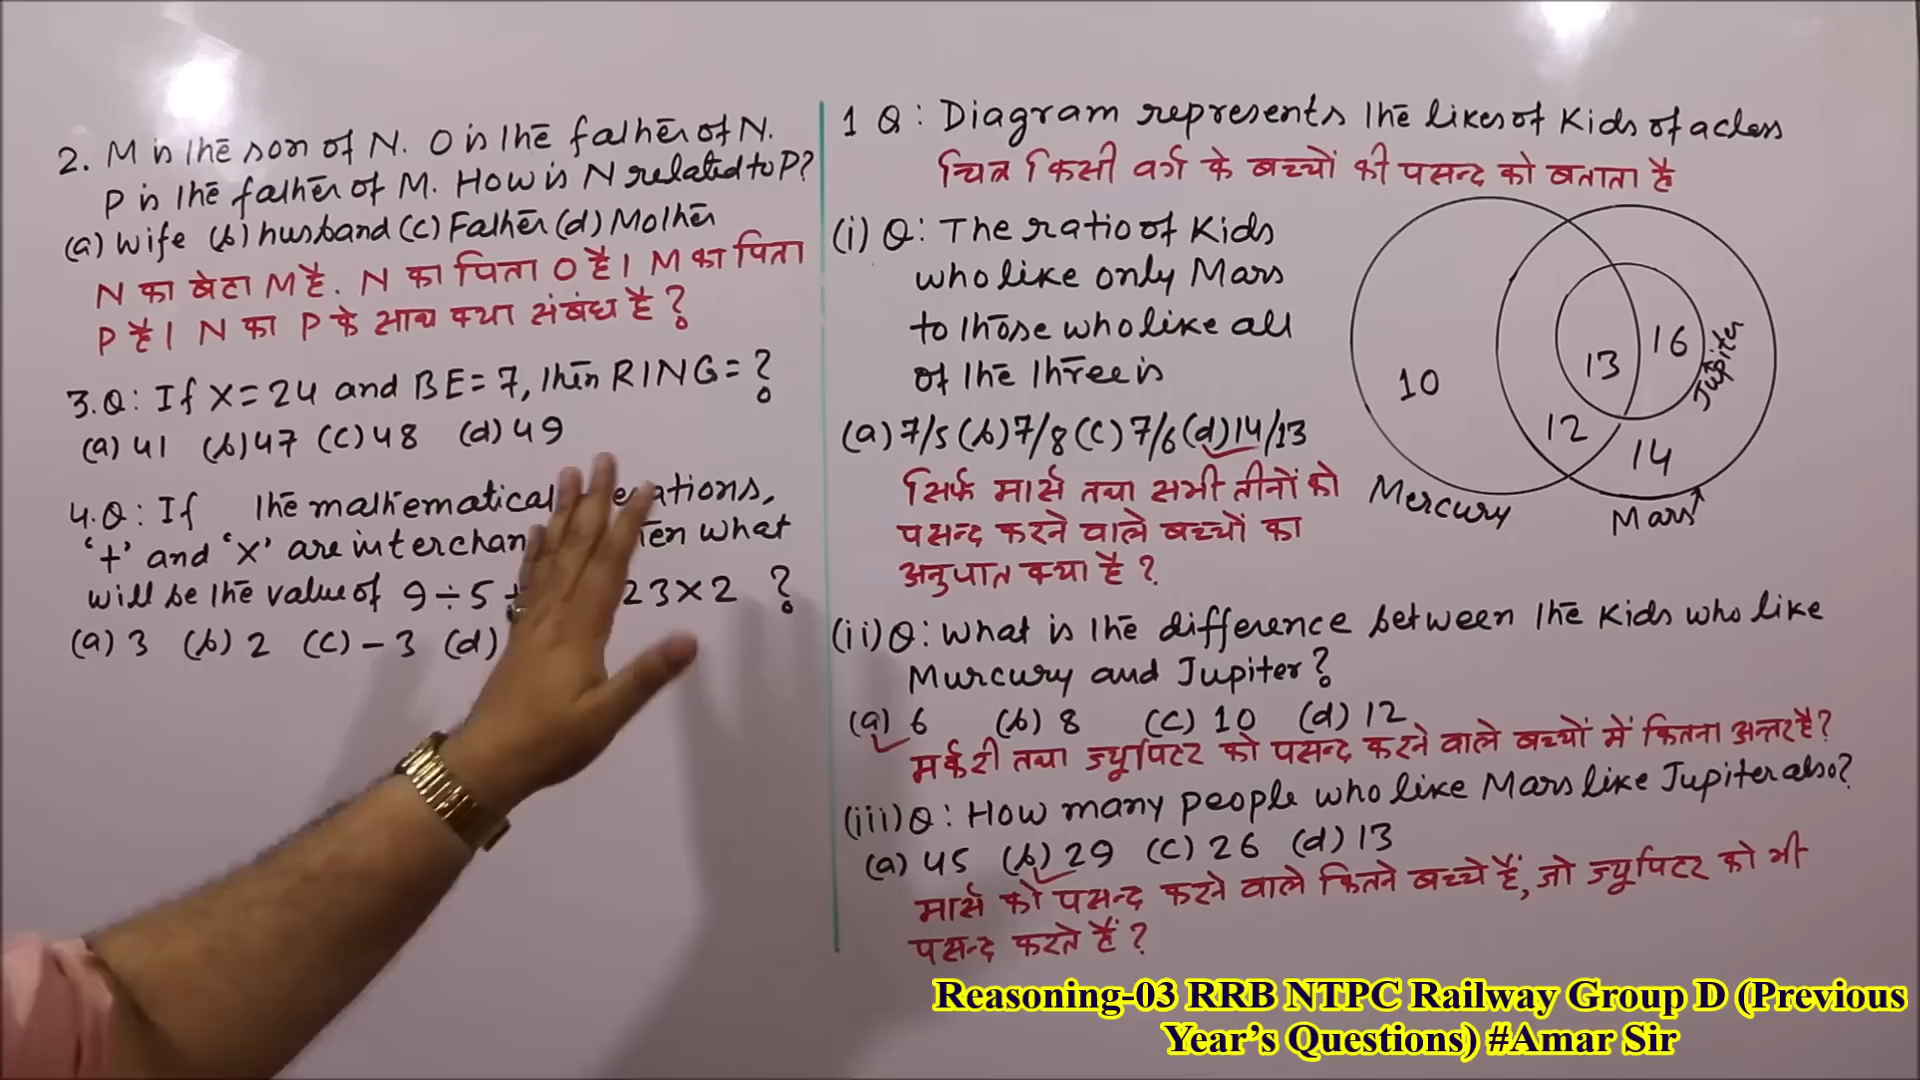 2. M is the son of N. O is the father of N.
P is the father of M. How is N related to P?
(a) wife (b) husband (c) Father (d) Mother
N का बेटा M है. N का पिता O है। M का पिता
P है। N का P के साथ क्या संबंध है ?
3.Q: If X=24 and BE=7, then RING=?
(a) 41 (b) 47 (c) 48 (d) 49
4.Q: If the mathematical
'+' and 'x' are what
will be the value of 9÷5 23×2 ?
(a) 3 (b) 2 (c) -3 (d)
1 Q: Diagram represents the likes of Kids of a class
चित्र किसी वर्ग के बच्चों की पसन्द को बताता है
(i) Q: The ratio of Kids
who like only Mars
to those who like all
of the three is
(a) 7/5 (b) 7/8 (c) 7/6 (d) 14/13
सिर्फ मार्स तथा सभी तीनों को
पसन्द करने वाले बच्चों का
अनुपात क्या है ?
10
13
16
12
14
Jupiter
Mercury
Mars
(ii) Q: What is the difference between the Kids who like
Murcury and Jupiter?
(a) 6 (b) 8 (c) 10 (d) 12
मर्करी तथा ज्यूपिटर को पसन्द करने वाले बच्चों में कितना अन्तर है?
(iii) Q: How many people who like Mars like Jupiter also?
(a) 45 (b) 29 (c) 26 (d) 13
मार्स को पसन्द करने वाले कितने बच्चे हैं, जो ज्यूपिटर को भी
पसन्द करते हैं ?
Reasoning-03 RRB NTPC Railway Group D (Previous
Year's Questions) #Amar Sir